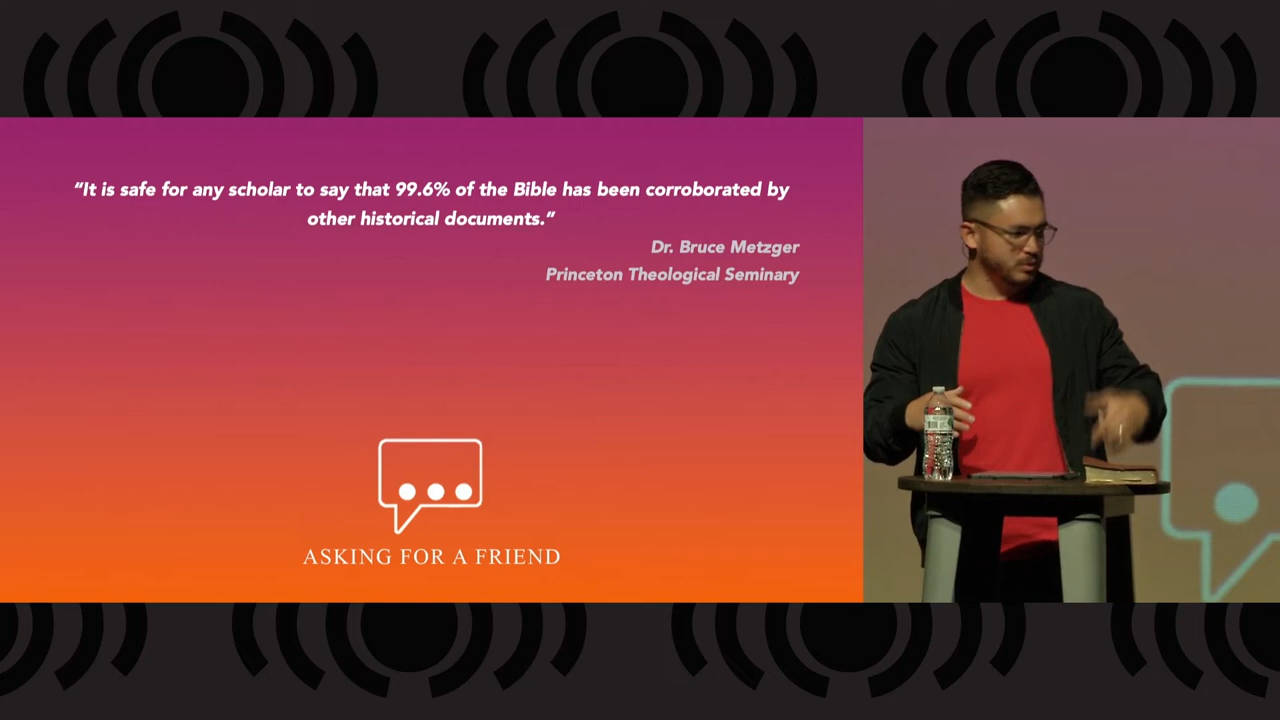 “It is safe for any scholar to say that 99.6% of the Bible has been corroborated by
other historical documents.”
Dr. Bruce Metzger
Princeton Theological Seminary
ASKING FOR A FRIEND